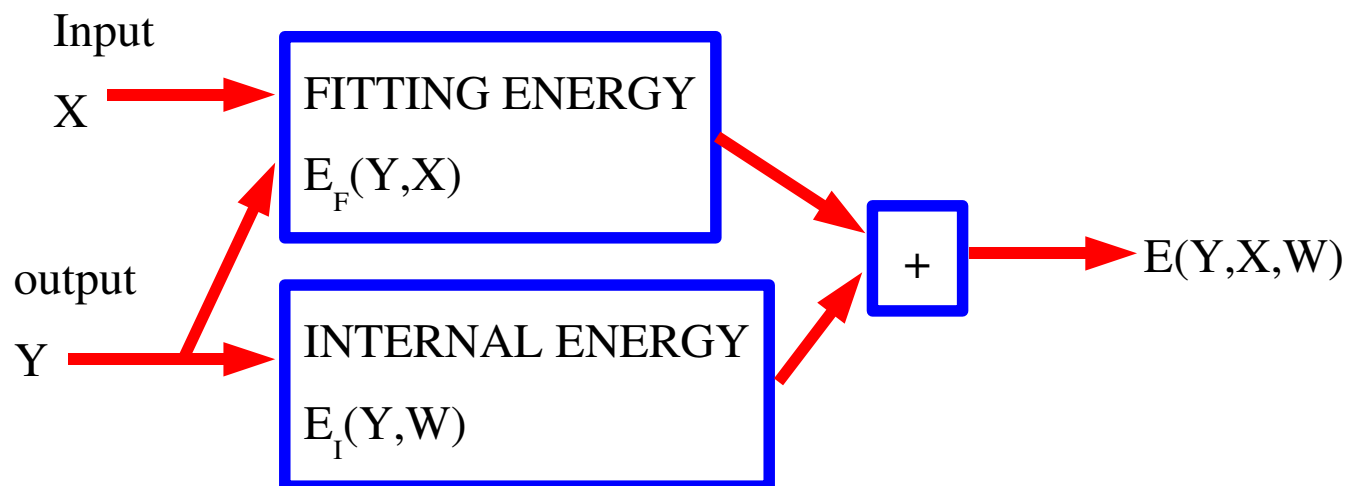 Input
X
FITTING ENERGY
E_F(Y,X)
output
Y
INTERNAL ENERGY
E_I(Y,W)
+
E(Y,X,W)